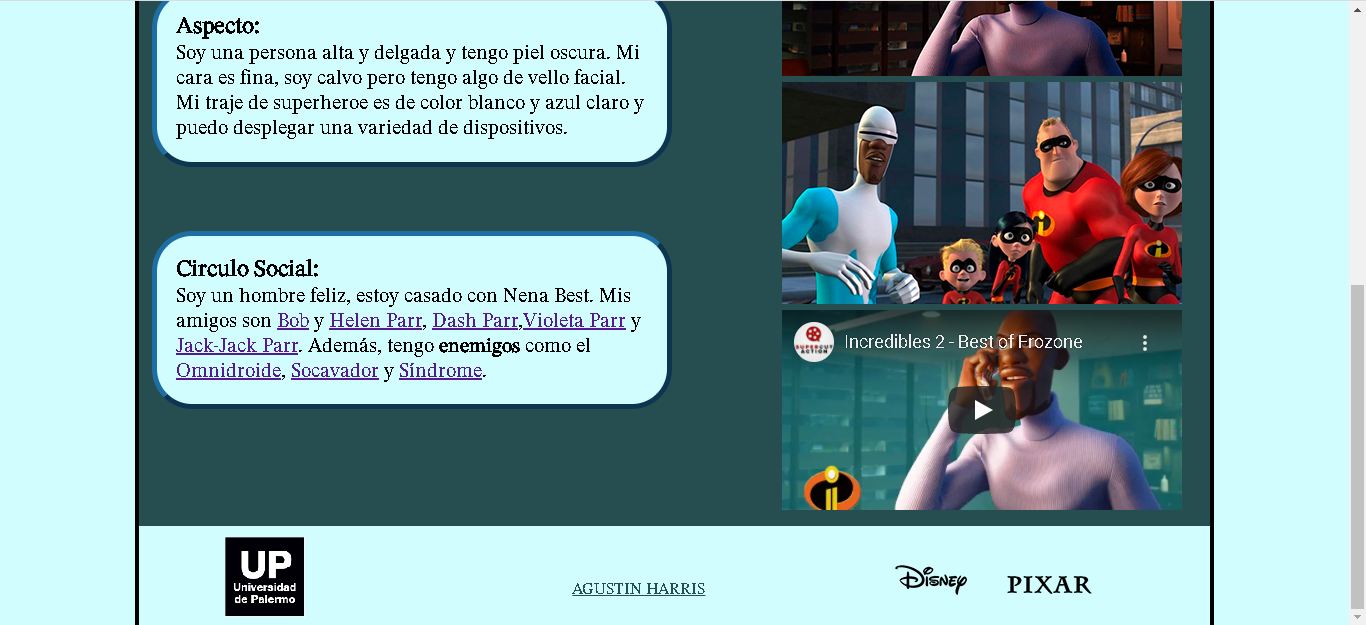 Aspecto:
Soy una persona alta y delgada y tengo piel oscura. Mi
cara es fina, soy calvo pero tengo algo de vello facial.
Mi traje de superheroe es de color blanco y azul claro y
puedo desplegar una variedad de dispositivos.
Circulo Social:
Soy un hombre feliz, estoy casado con Nena Best. Mis
amigos son Bob y Helen Parr, Dash Parr,Violeta Parr y
Jack-Jack Parr. Además, tengo enemigos como el
Omnidroide, Socavador y Síndrome.
SUPERCUT
ACTION
Incredibles 2 - Best of Frozone
UP
Universidad
de Palermo
AGUSTIN HARRIS
Disney
PIXAR